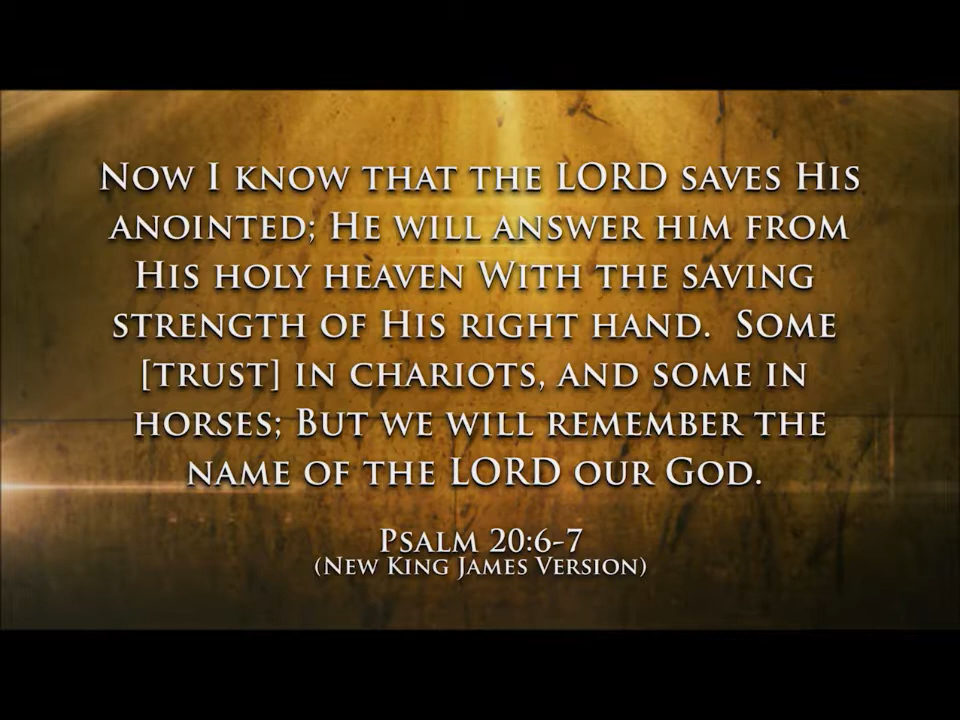 Now I know that the LORD saves His
anointed; He will answer him from
His holy heaven With the saving
strength of His right hand.  Some
[trust] in chariots, and some in
horses; But we will remember the
name of the LORD our God.
Psalm 20:6-7
(New King James Version)